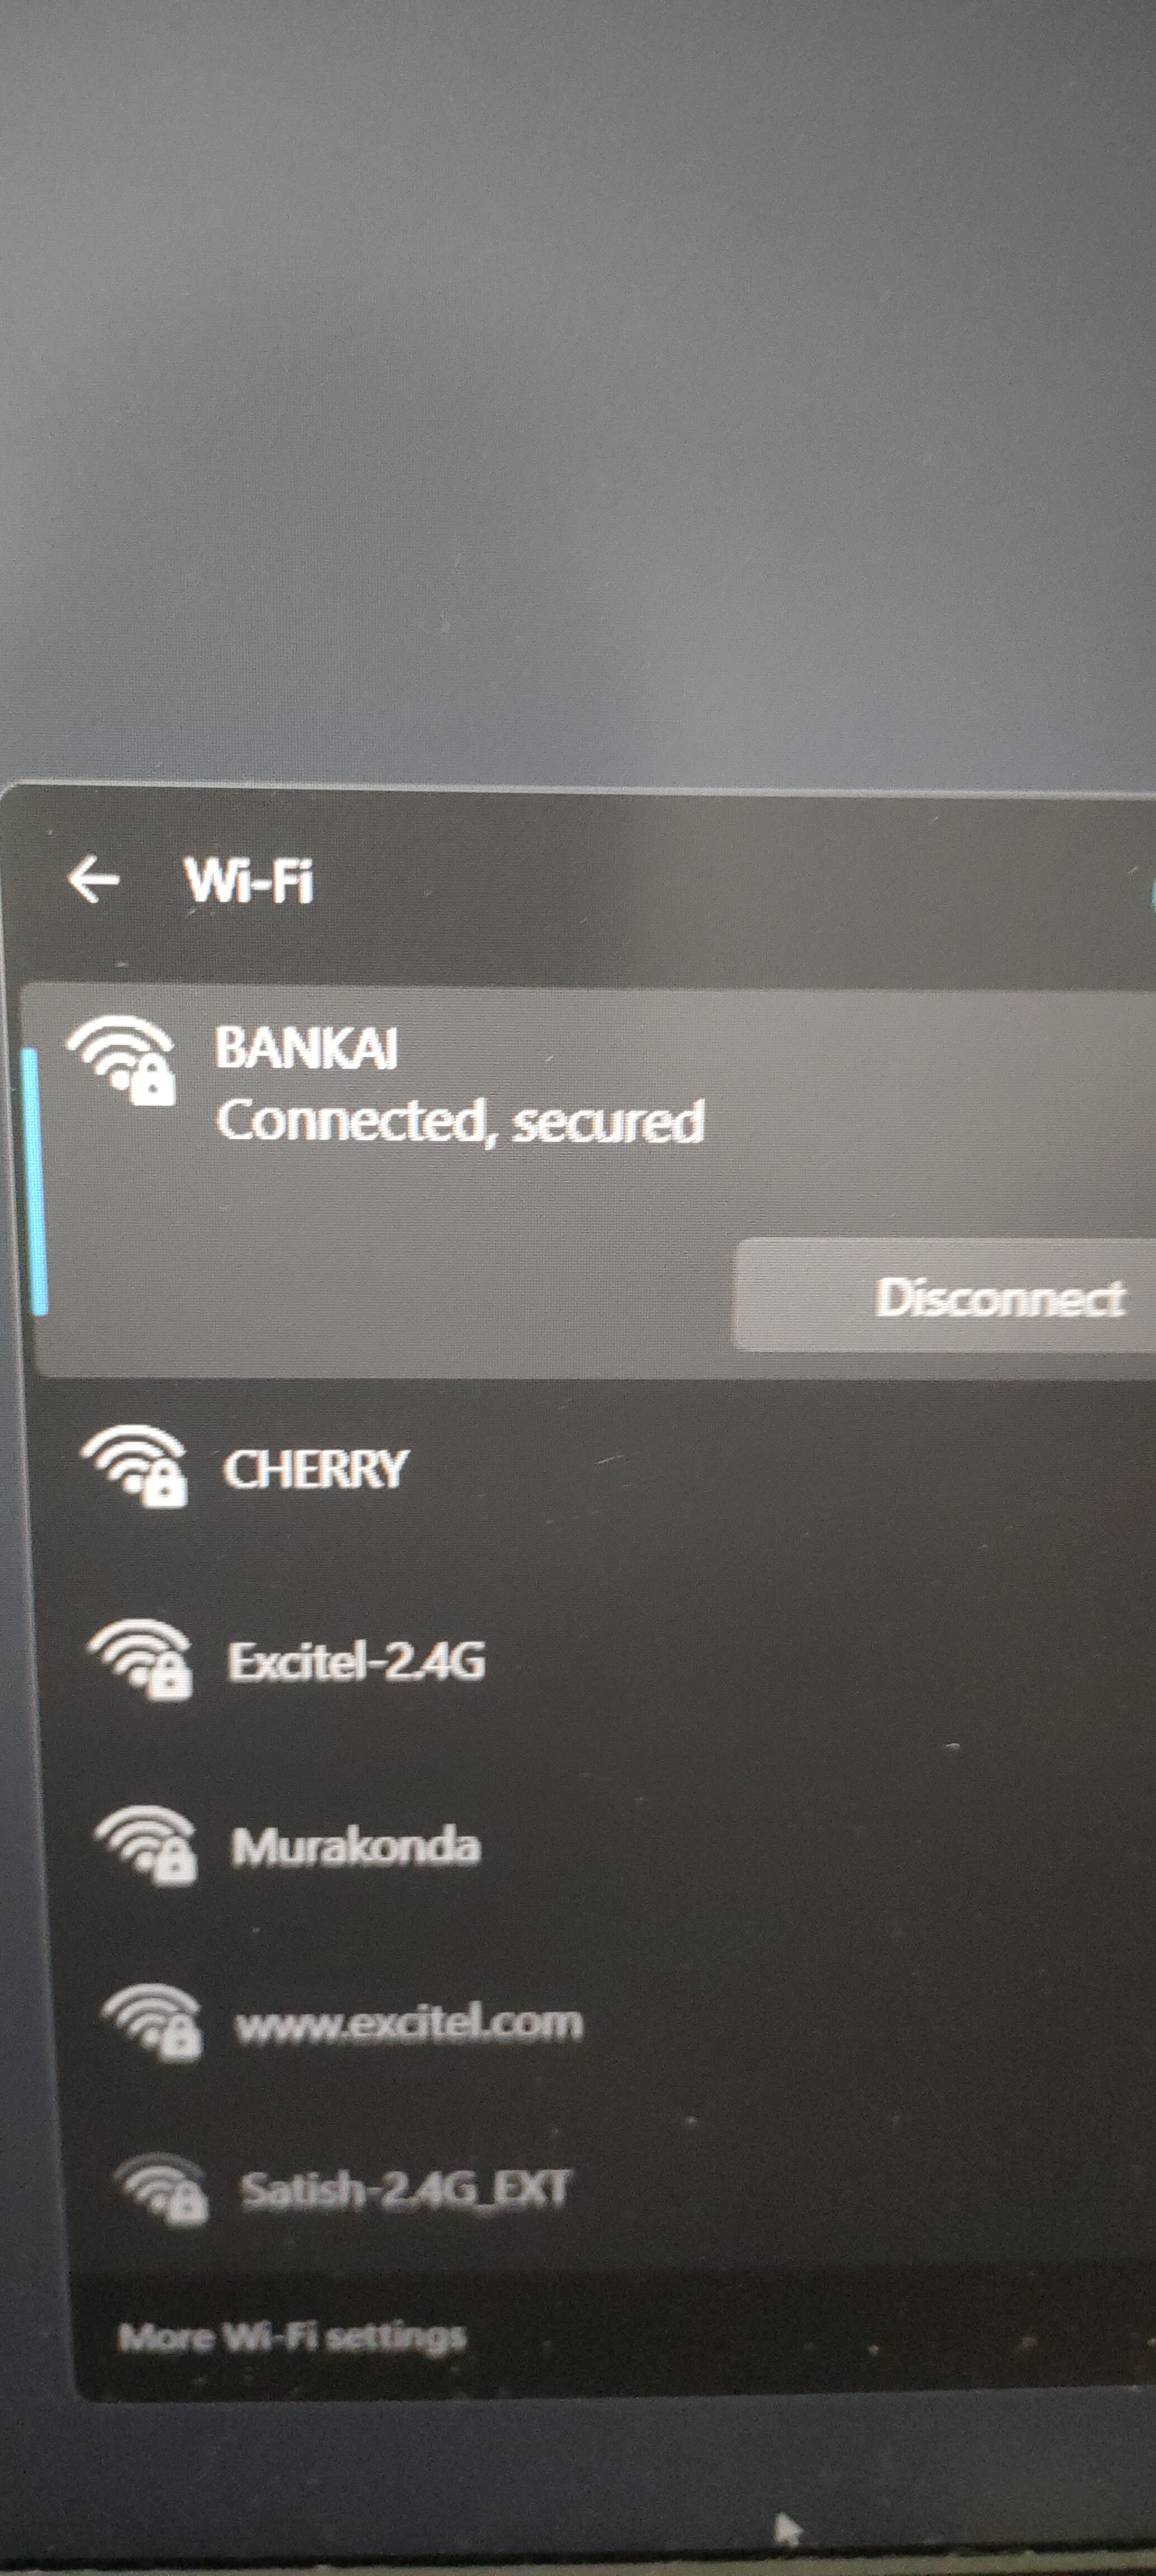 Wi-Fi
BANKAI
Connected, secured
Disconnect
CHERRY
Excitel-2.4G
Murakonda
www.excitel.com
Satish-2.4G_EXT
More Wi-Fi settings